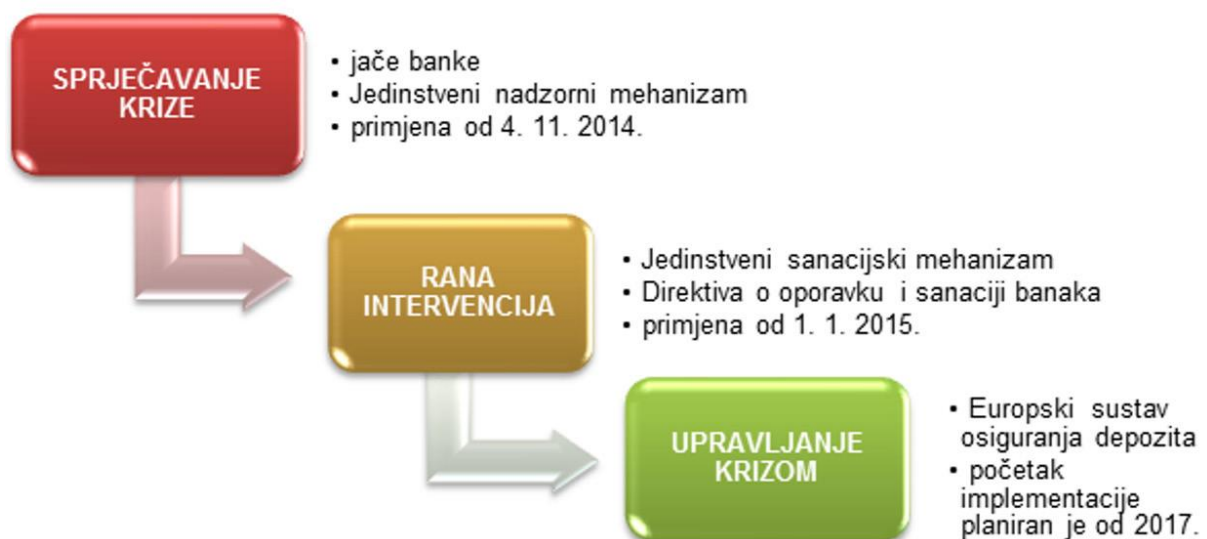 SPRJEČAVANJE
KRIZE
• jače banke
• Jedinstveni nadzorni mehanizam
• primjena od 4. 11. 2014.
RANA
INTERVENCIJA
• Jedinstveni sanacijski mehanizam
• Direktiva o oporavku i sanaciji banaka
• primjena od 1. 1. 2015.
UPRAVLJANJE
KRIZOM
• Europski sustav
osiguranja depozita
• početak
implementacije
planiran je od 2017.